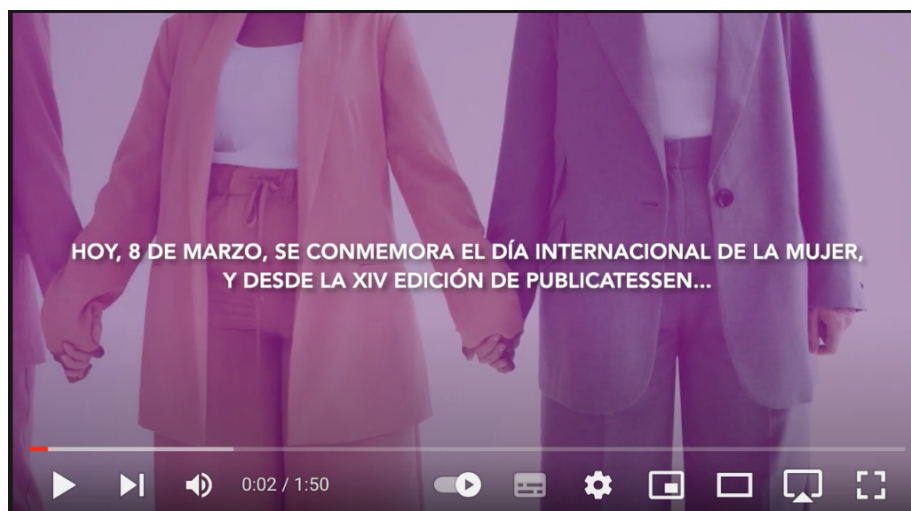 HOY, 8 DE MARZO, SE CONMEMORA EL DÍA INTERNACIONAL DE LA MUJER,
Y DESDE LA XIV EDICIÓN DE PUBLICATESSEN...
0:02 / 1:50